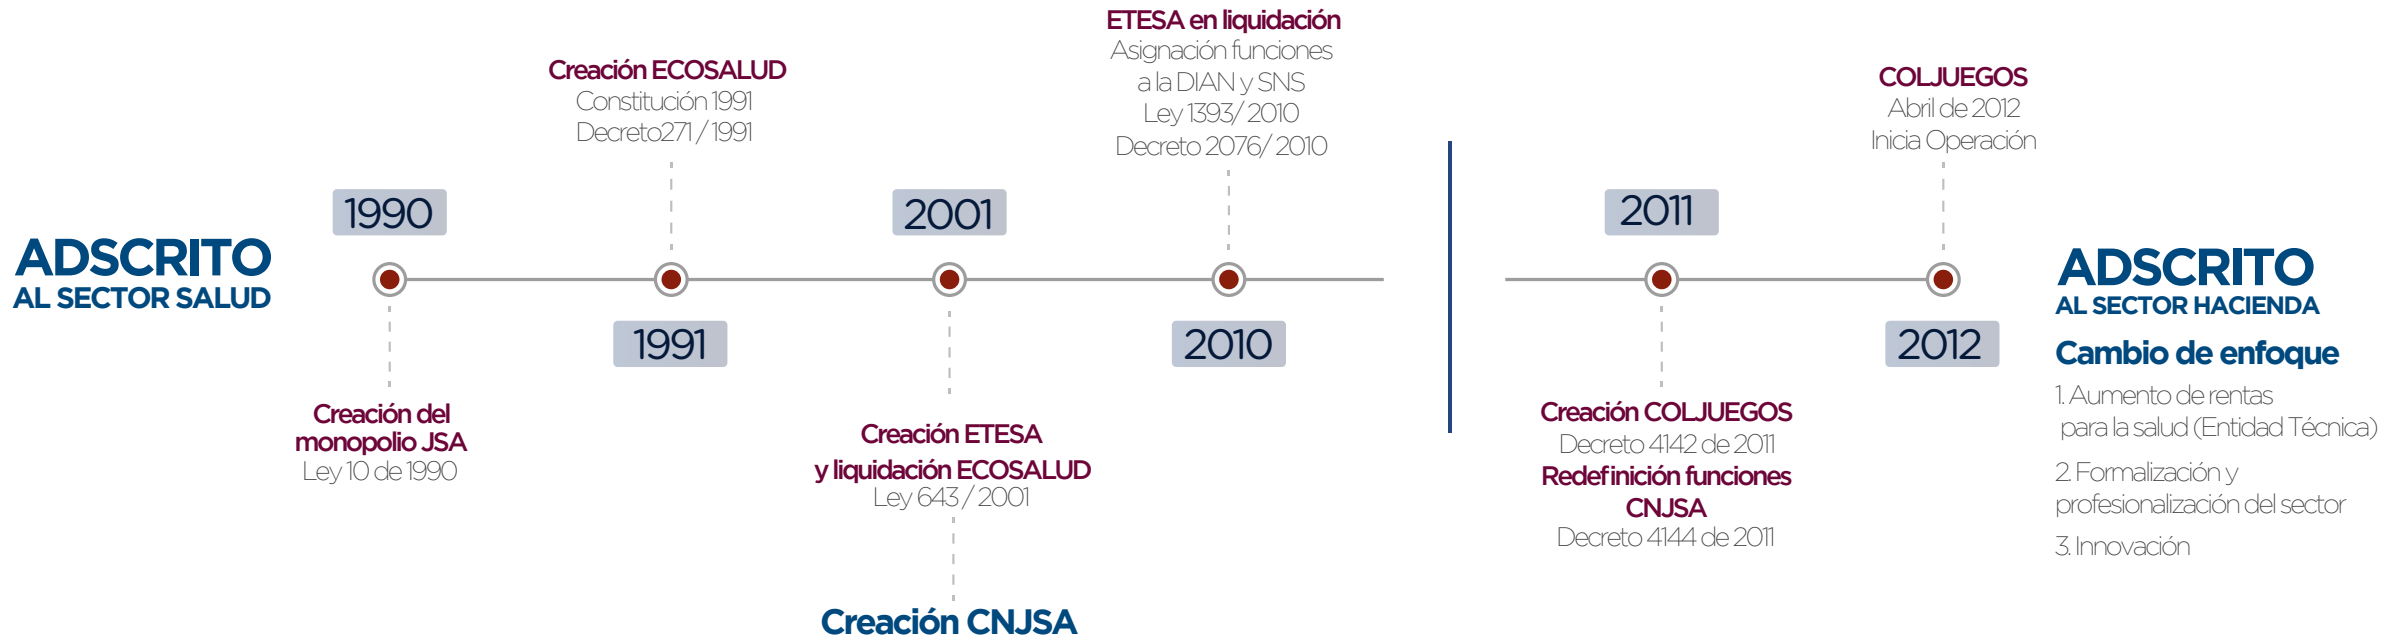 ADSCRITO
AL SECTOR SALUD
1990
Creación del
monopolio JSA
Ley 10 de 1990
Creación ECOSALUD
Constitución 1991
Decreto271 / 1991
1991
2001
Creación ETESA
y liquidación ECOSALUD
Ley 643 / 2001
Creación CNJSA
ETESA en liquidación
Asignación funciones
a la DIAN y SNS
Ley 1393/ 2010
Decreto 2076/ 2010
2010
2011
Creación COLJUEGOS
Decreto 4142 de 2011
Redefinición funciones
CNJSA
Decreto 4144 de 2011
COLJUEGOS
Abril de 2012
Inicia Operación
2012
ADSCRITO
AL SECTOR HACIENDA
Cambio de enfoque
1. Aumento de rentas
para la salud (Entidad Técnica)
2. Formalización y
profesionalización del sector
3. Innovación